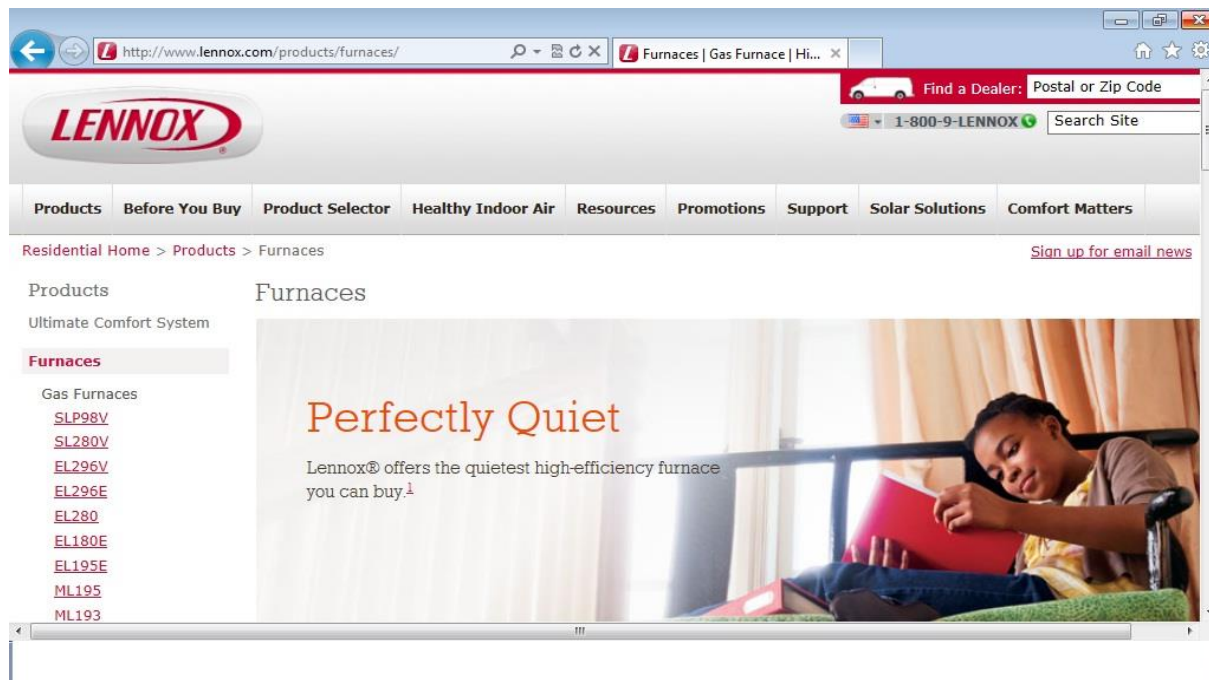 http://www.lennox.com/products/furnaces/
Furnaces | Gas Furnace | Hi...
Find a Dealer: Postal or Zip Code
LENNOX
1-800-9-LENNOX Search Site
Products Before You Buy Product Selector Healthy Indoor Air Resources Promotions Support Solar Solutions Comfort Matters
Residential Home > Products > Furnaces
Sign up for email news
Products
Ultimate Comfort System
Furnaces
Gas Furnaces
SLP98V
SL280V
EL296V
EL296E
EL280
EL180E
EL195E
ML195
ML193
Furnaces
Perfectly Quiet
Lennox® offers the quietest high-efficiency furnace
you can buy.1